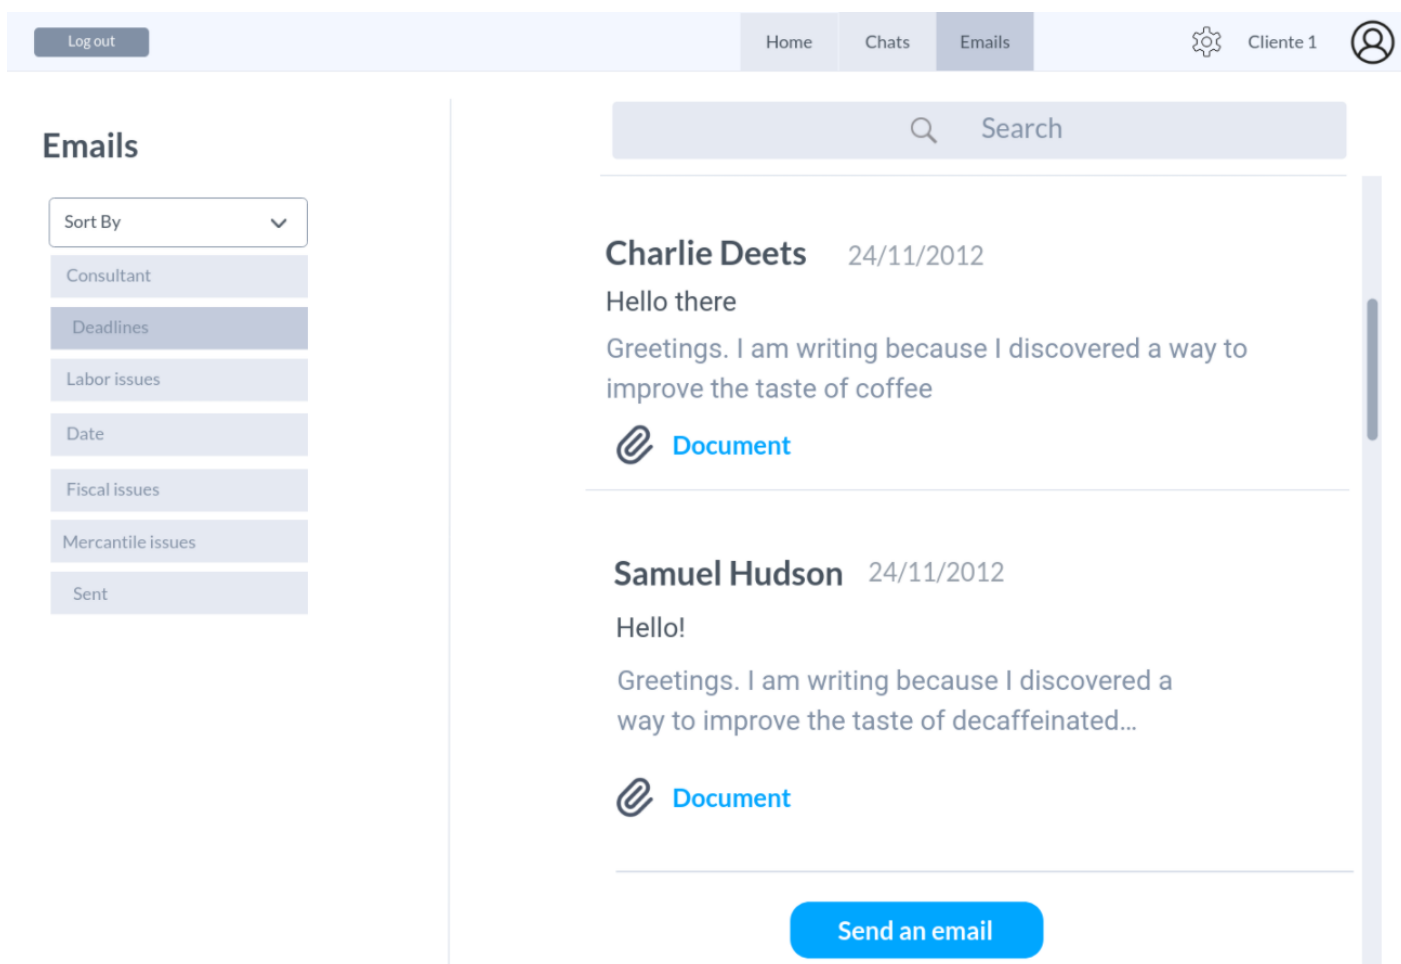 Log out
Home
Chats
Emails
Cliente 1
Emails
Sort By
Consultant
Deadlines
Labor issues
Date
Fiscal issues
Mercantile issues
Sent
Search
Charlie Deets 24/11/2012
Hello there
Greetings. I am writing because I discovered a way to
improve the taste of coffee
Document
Samuel Hudson 24/11/2012
Hello!
Greetings. I am writing because I discovered a
way to improve the taste of decaffeinated...
Document
Send an email